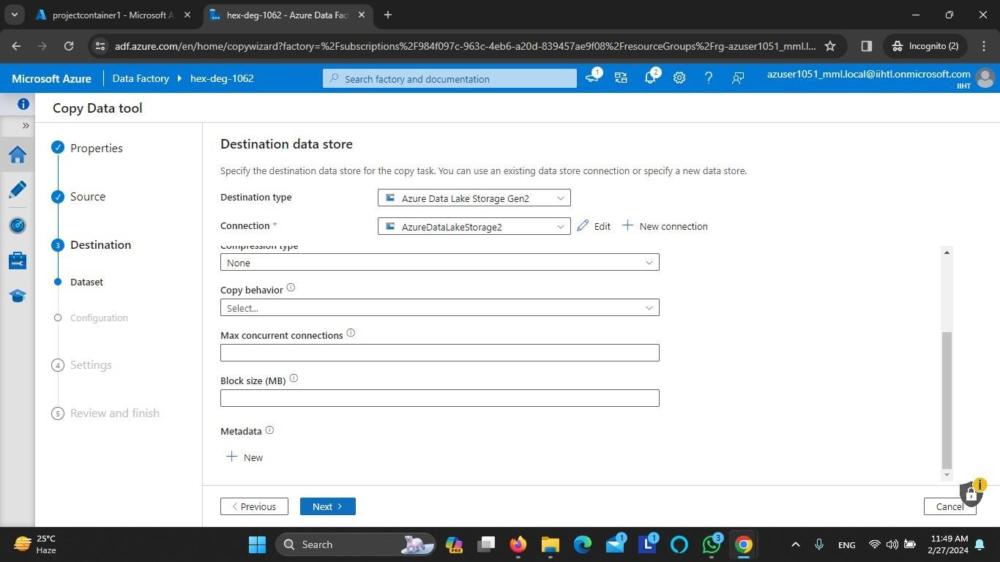 projectcontainer1 - Microsoft A
hex-deg-1062 - Azure Data Fact
adf.azure.com/en/home/copywizard?factory=%2Fsubscriptions%2F984f097c-963c-4eb6-a20d-839457ae9f08%2FresourceGroups%2Frg-azuser1051_mml.l...
Incognito (2)
Microsoft Azure
Data Factory
hex-deg-1062
Search factory and documentation
1
2
azuser1051_mml.local@iihtl.onmicrosoft.com
IIHT
Copy Data tool
Properties
Source
3 Destination
Dataset
Configuration
4 Settings
5 Review and finish
Destination data store
Specify the destination data store for the copy task. You can use an existing data store connection or specify a new data store.
Destination type
Azure Data Lake Storage Gen2
Connection *
AzureDataLakeStorage2
Edit
New connection
Compression type
None
Copy behavior
Select...
Max concurrent connections
Block size (MB)
Metadata
New
Previous
Next
Cancel
25°C
Haze
Search
PRE
1
L
1
3
ENG
11:49 AM
2/27/2024